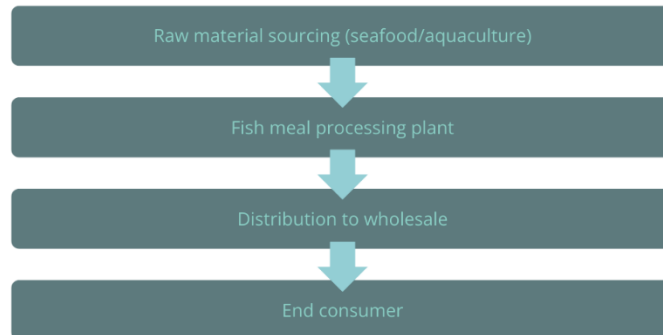 Raw material sourcing (seafood/aquaculture)
Fish meal processing plant
Distribution to wholesale
End consumer